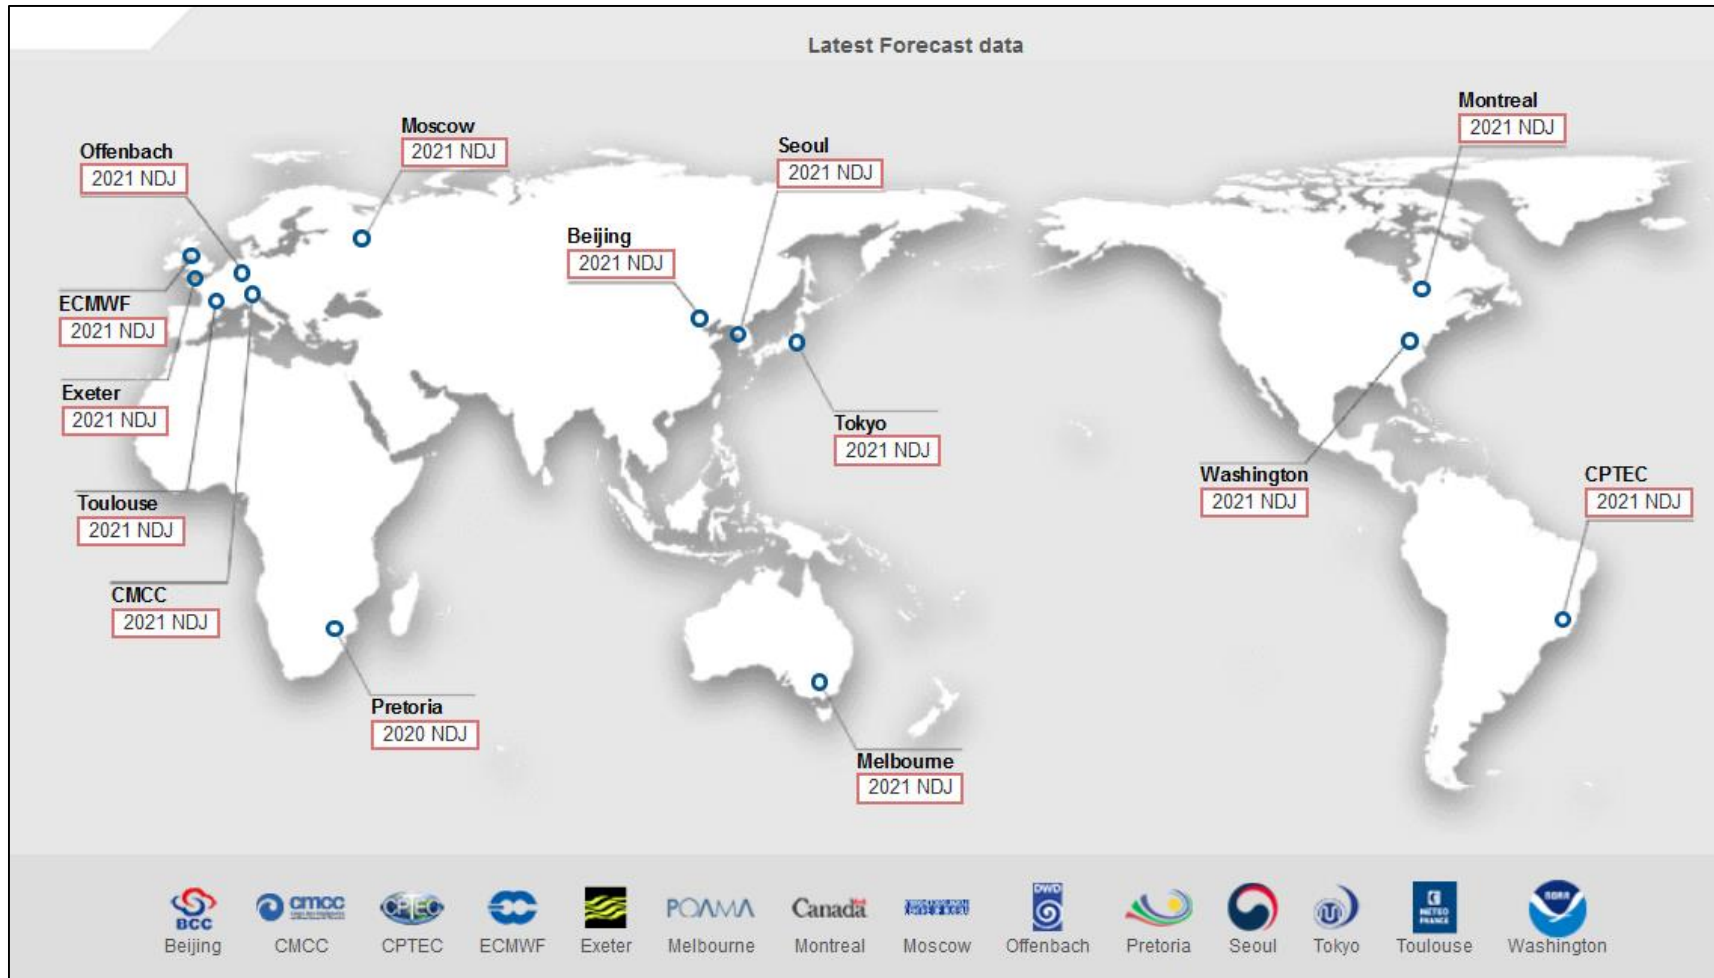 Latest Forecast data
Montreal
2021 NDJ
Moscow
2021 NDJ
Offenbach
2021 NDJ
Seoul
2021 NDJ
Beijing
2021 NDJ
ECMWF
2021 NDJ
Exeter
2021 NDJ
Tokyo
2021 NDJ
Washington
2021 NDJ
CPTEC
2021 NDJ
Toulouse
2021 NDJ
CMCC
2021 NDJ
Pretoria
2020 NDJ
Melbourne
2021 NDJ
BCC
cmcc
CPTEC
POAMA
Canada
DWD
METEO
FRANCE
NOAA
Beijing
CMCC
CPTEC
ECMWF
Exeter
Melbourne
Montreal
Moscow
Offenbach
Pretoria
Seoul
Tokyo
Toulouse
Washington